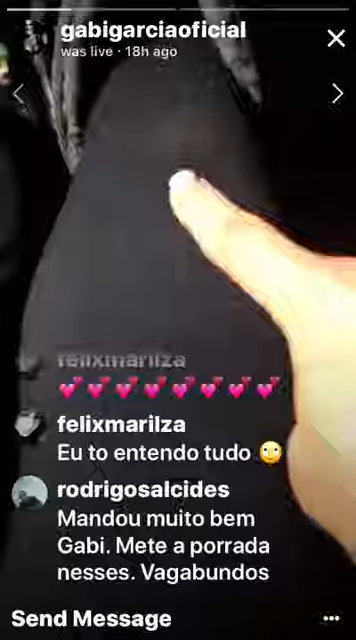 gabigarciaoficial
was live · 18h ago
felixmarilza
💕💕💕💕💕💕💕💕
felixmarilza
Eu to entendo tudo 🙄
rodrigosalcides
Mandou muito bem
Gabi. Mete a porrada
nesses. Vagabundos
Send Message